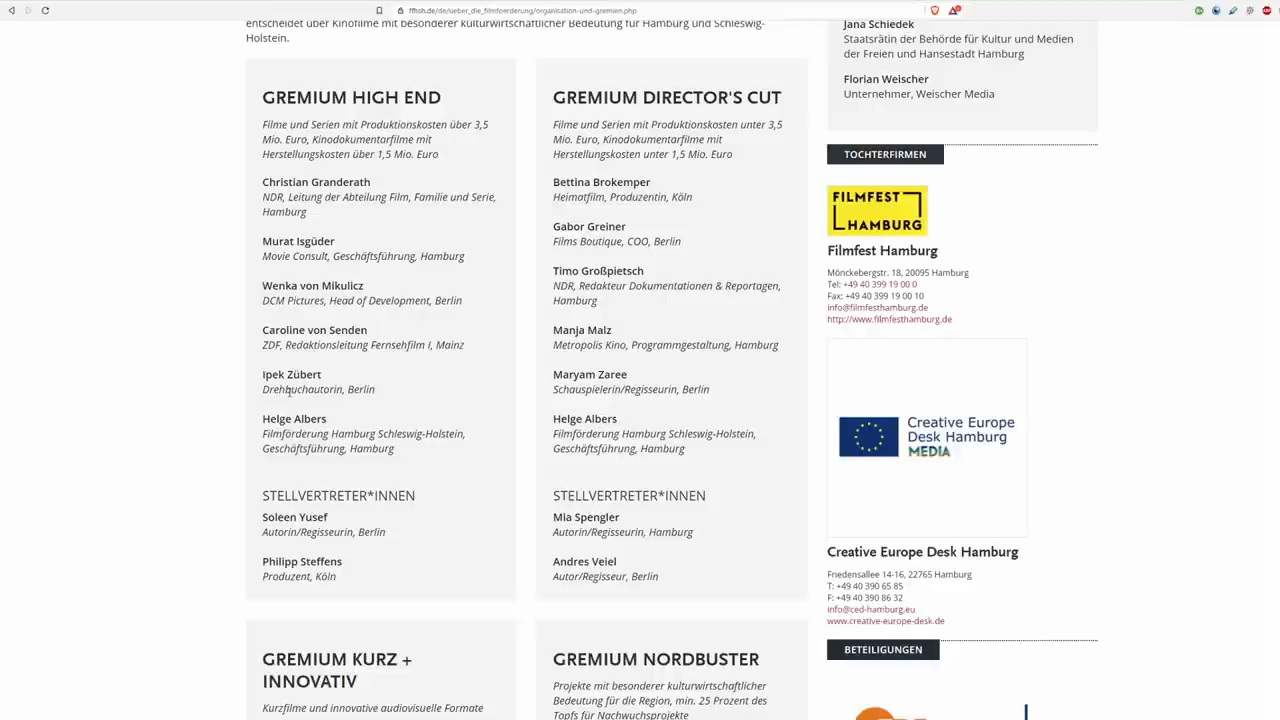 ffhsh.de/de/ueber_die_filmfoerderung/organisation-und-gremien.php
entscheidet über Kinofilme mit besonderer kulturwirtschaftlicher Bedeutung für Hamburg und Schleswig-
Holstein.
GREMIUM HIGH END
Filme und Serien mit Produktionskosten über 3,5
Mio. Euro, Kinodokumentarfilme mit
Herstellungskosten über 1,5 Mio. Euro
Christian Granderath
NDR, Leitung der Abteilung Film, Familie und Serie,
Hamburg
Murat Isgüder
Movie Consult, Geschäftsführung, Hamburg
Wenka von Mikulicz
DCM Pictures, Head of Development, Berlin
Caroline von Senden
ZDF, Redaktionsleitung Fernsehfilm I, Mainz
Ipek Zübert
Drehbuchautorin, Berlin
Helge Albers
Filmförderung Hamburg Schleswig-Holstein,
Geschäftsführung, Hamburg
STELLVERTRETER*INNEN
Soleen Yusef
Autorin/Regisseurin, Berlin
Philipp Steffens
Produzent, Köln
GREMIUM DIRECTOR'S CUT
Filme und Serien mit Produktionskosten unter 3,5
Mio. Euro, Kinodokumentarfilme mit
Herstellungskosten unter 1,5 Mio. Euro
Bettina Brokemper
Heimatfilm, Produzentin, Köln
Gabor Greiner
Films Boutique, COO, Berlin
Timo Großpietsch
NDR, Redakteur Dokumentationen & Reportagen,
Hamburg
Manja Malz
Metropolis Kino, Programmgestaltung, Hamburg
Maryam Zaree
Schauspielerin/Regisseurin, Berlin
Helge Albers
Filmförderung Hamburg Schleswig-Holstein,
Geschäftsführung, Hamburg
STELLVERTRETER*INNEN
Mia Spengler
Autorin/Regisseurin, Hamburg
Andres Veiel
Autor/Regisseur, Berlin
GREMIUM KURZ +
INNOVATIV
Kurzfilme und innovative audiovisuelle Formate
GREMIUM NORDBUSTER
Projekte mit besonderer kulturwirtschaftlicher
Bedeutung für die Region, min. 25 Prozent des
Topfs für Nachwuchsprojekte
Jana Schiedek
Staatsrätin der Behörde für Kultur und Medien
der Freien und Hansestadt Hamburg
Florian Weischer
Unternehmer, Weischer Media
TOCHTERFIRMEN
FILMFEST
HAMBURG
Filmfest Hamburg
Mönckebergstr. 18, 20095 Hamburg
Tel: +49 40 399 19 00 0
Fax: +49 40 399 19 00 10
info@filmfesthamburg.de
http://www.filmfesthamburg.de
Creative Europe
Desk Hamburg
MEDIA
Creative Europe Desk Hamburg
Friedensallee 14-16, 22765 Hamburg
T: +49 40 390 65 85
F: +49 40 390 86 32
info@ced-hamburg.eu
www.creative-europe-desk.de
BETEILIGUNGEN